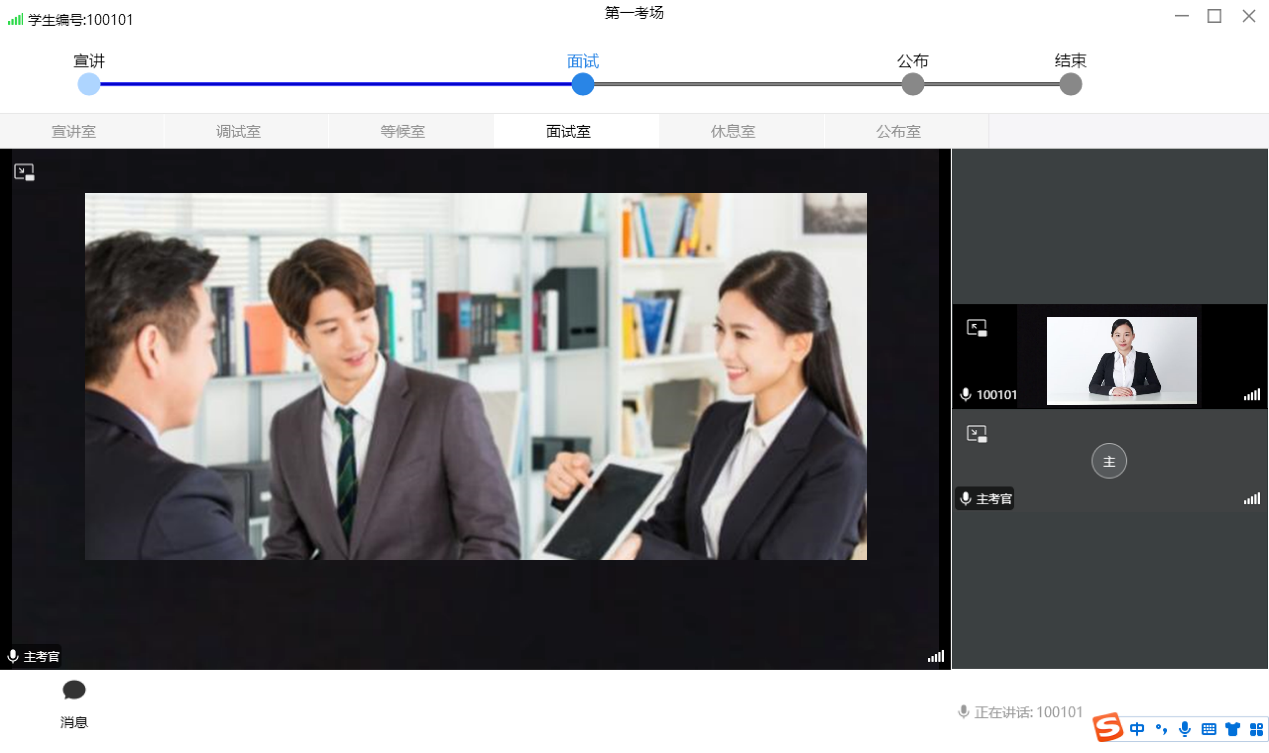 学生编号:100101
第一考场
宣讲
面试
公布
结束
宣讲室
调试室
等候室
面试室
休息室
公布室
100101
主
主考官
主考官
消息
正在讲话: 100101
S中